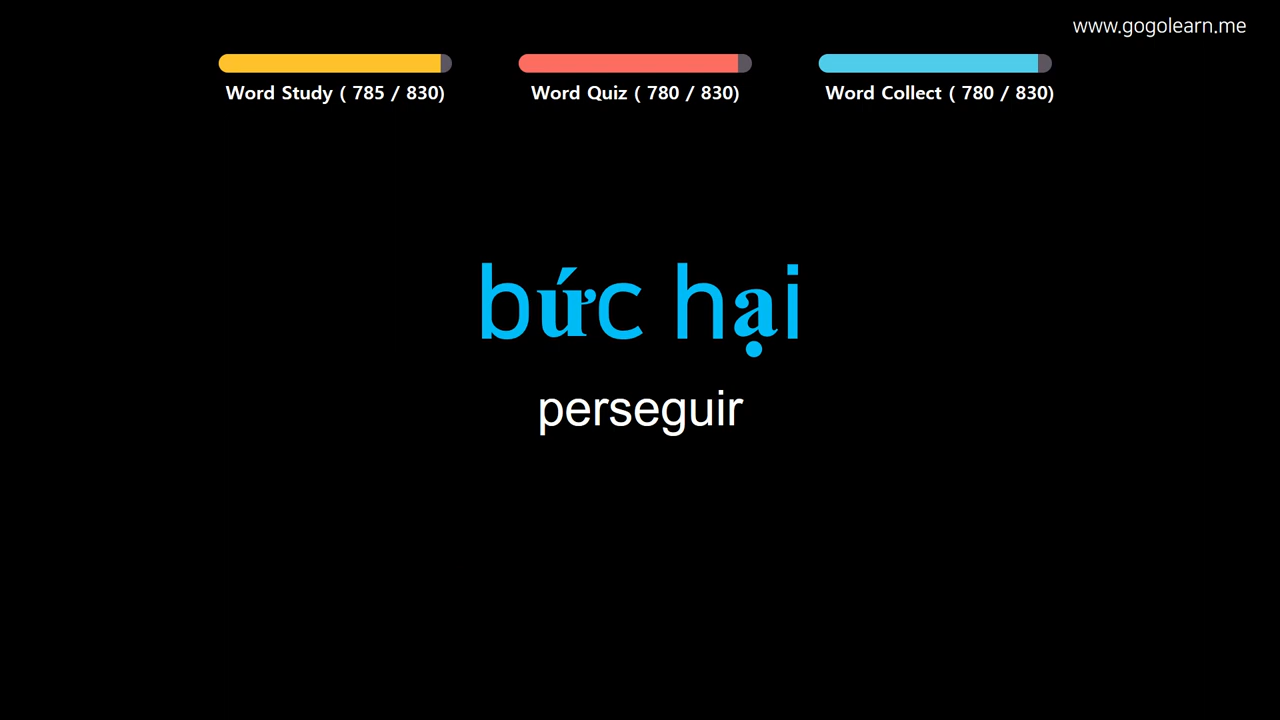 www.gogolearn.me
Word Study ( 785 / 830)
Word Quiz ( 780 / 830)
Word Collect ( 780 / 830)
bức hại
perseguir